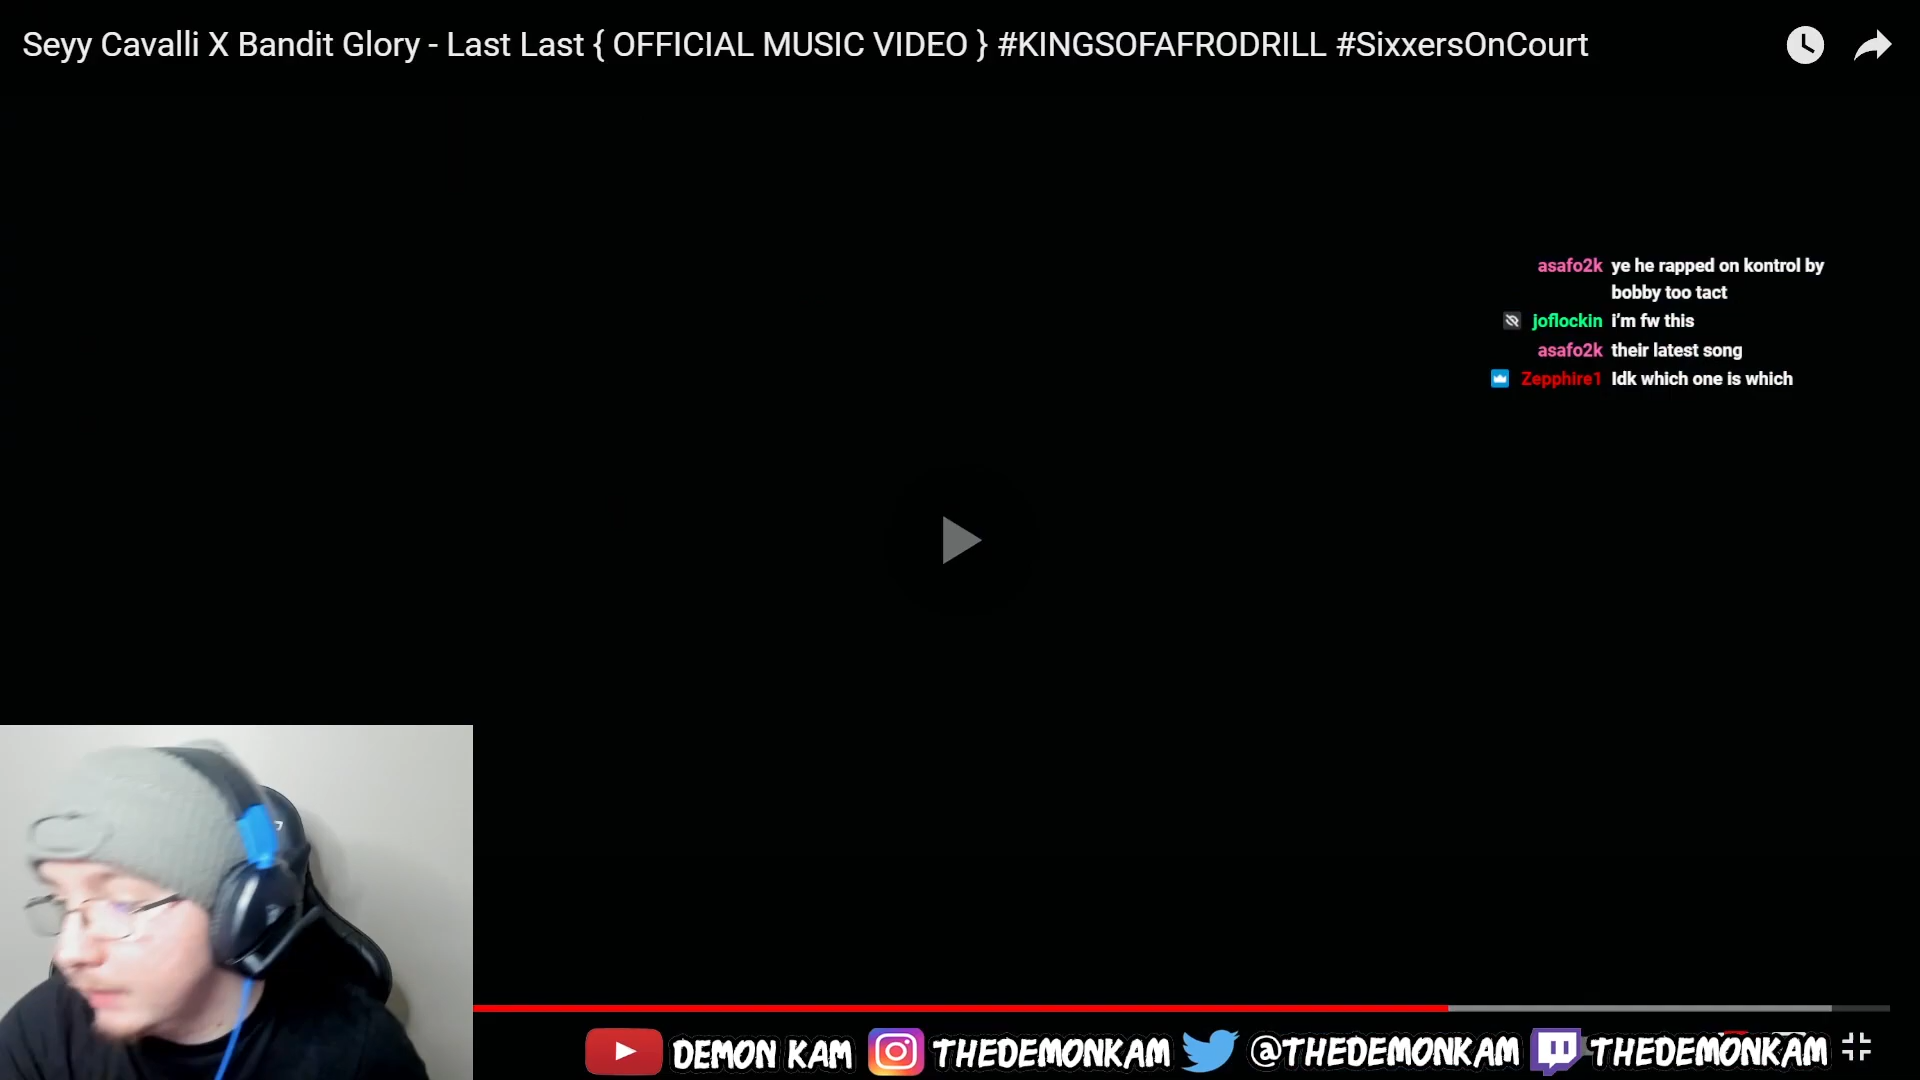 Seyy Cavalli X Bandit Glory - Last Last { OFFICIAL MUSIC VIDEO } #KINGSOFAFRODRILL #SixxersOnCourt
asafo2k ye he rapped on kontrol by
bobby too tact
joflockin i’m fw this
asafo2k their latest song
Zepphire1 Idk which one is which
DEMON KAM THEDEMONKAM @THEDEMONKAM THEDEMONKAM